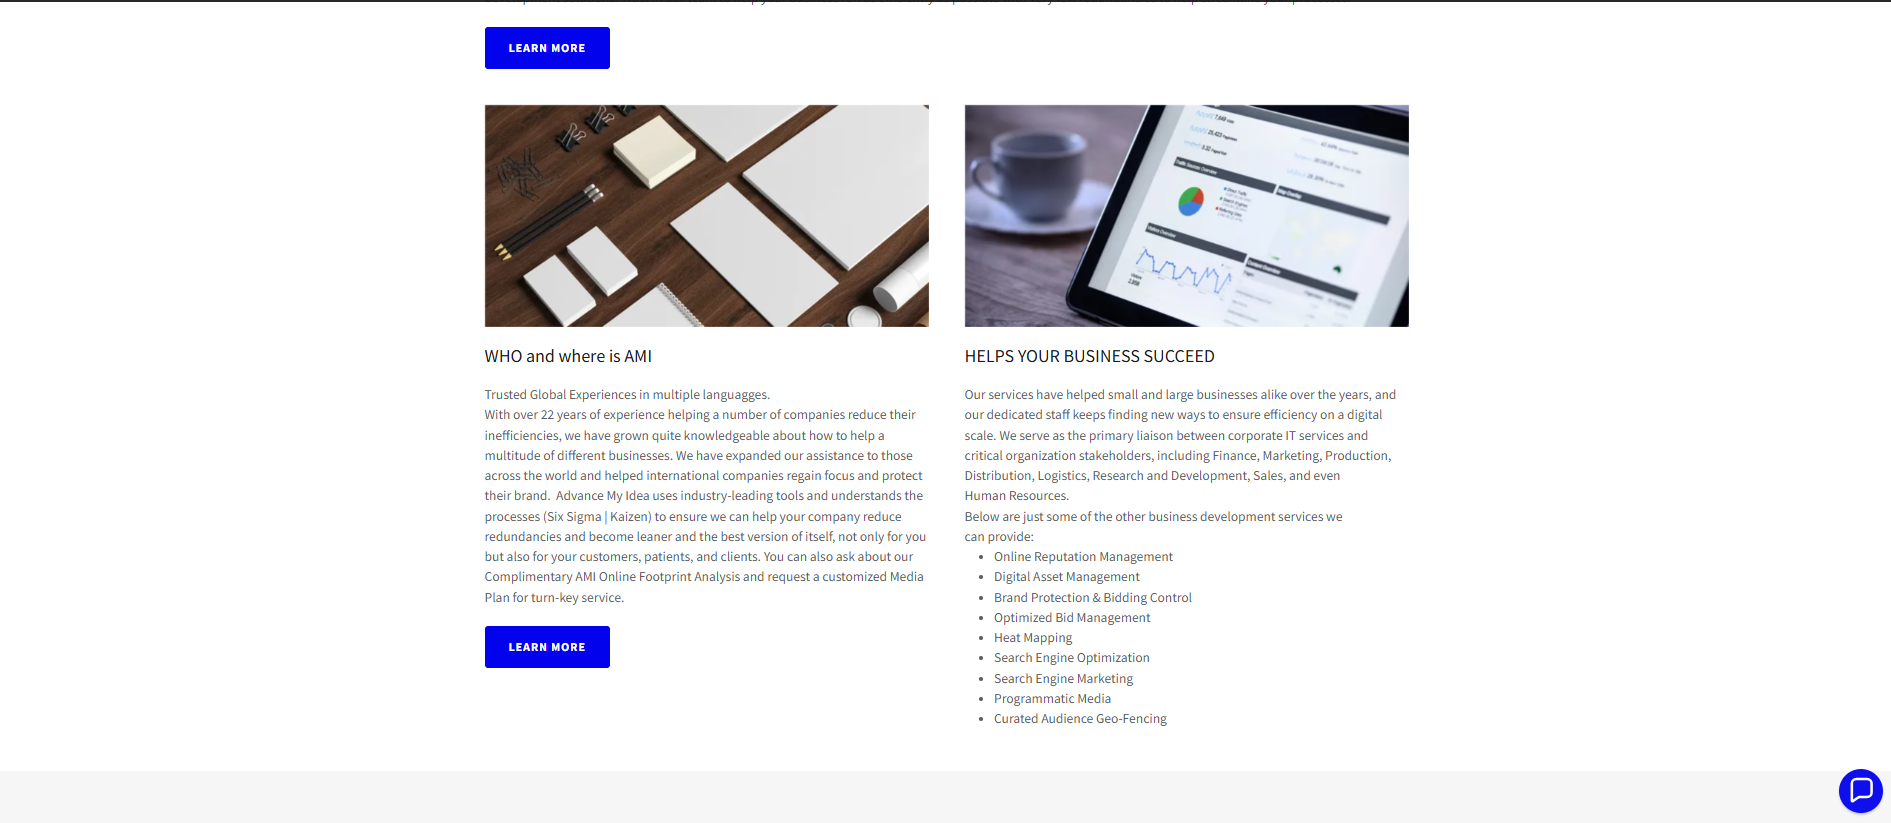 LEARN MORE
WHO and where is AMI
Trusted Global Experiences in multiple languagges.
With over 22 years of experience helping a number of companies reduce their
inefficiencies, we have grown quite knowledgeable about how to help a
multitude of different businesses. We have expanded our assistance to those
across the world and helped international companies regain focus and protect
their brand.  Advance My Idea uses industry-leading tools and understands the
processes (Six Sigma | Kaizen) to ensure we can help your company reduce
redundancies and become leaner and the best version of itself, not only for you
but also for your customers, patients, and clients. You can also ask about our
Complimentary AMI Online Footprint Analysis and request a customized Media
Plan for turn-key service.
LEARN MORE
Traffic Sources Overview
Map Overlay
Visitors Overview
Content Overview
HELPS YOUR BUSINESS SUCCEED
Our services have helped small and large businesses alike over the years, and
our dedicated staff keeps finding new ways to ensure efficiency on a digital
scale. We serve as the primary liaison between corporate IT services and
critical organization stakeholders, including Finance, Marketing, Production,
Distribution, Logistics, Research and Development, Sales, and even
Human Resources.
Below are just some of the other business development services we
can provide:
• Online Reputation Management
• Digital Asset Management
• Brand Protection & Bidding Control
• Optimized Bid Management
• Heat Mapping
• Search Engine Optimization
• Search Engine Marketing
• Programmatic Media
• Curated Audience Geo-Fencing